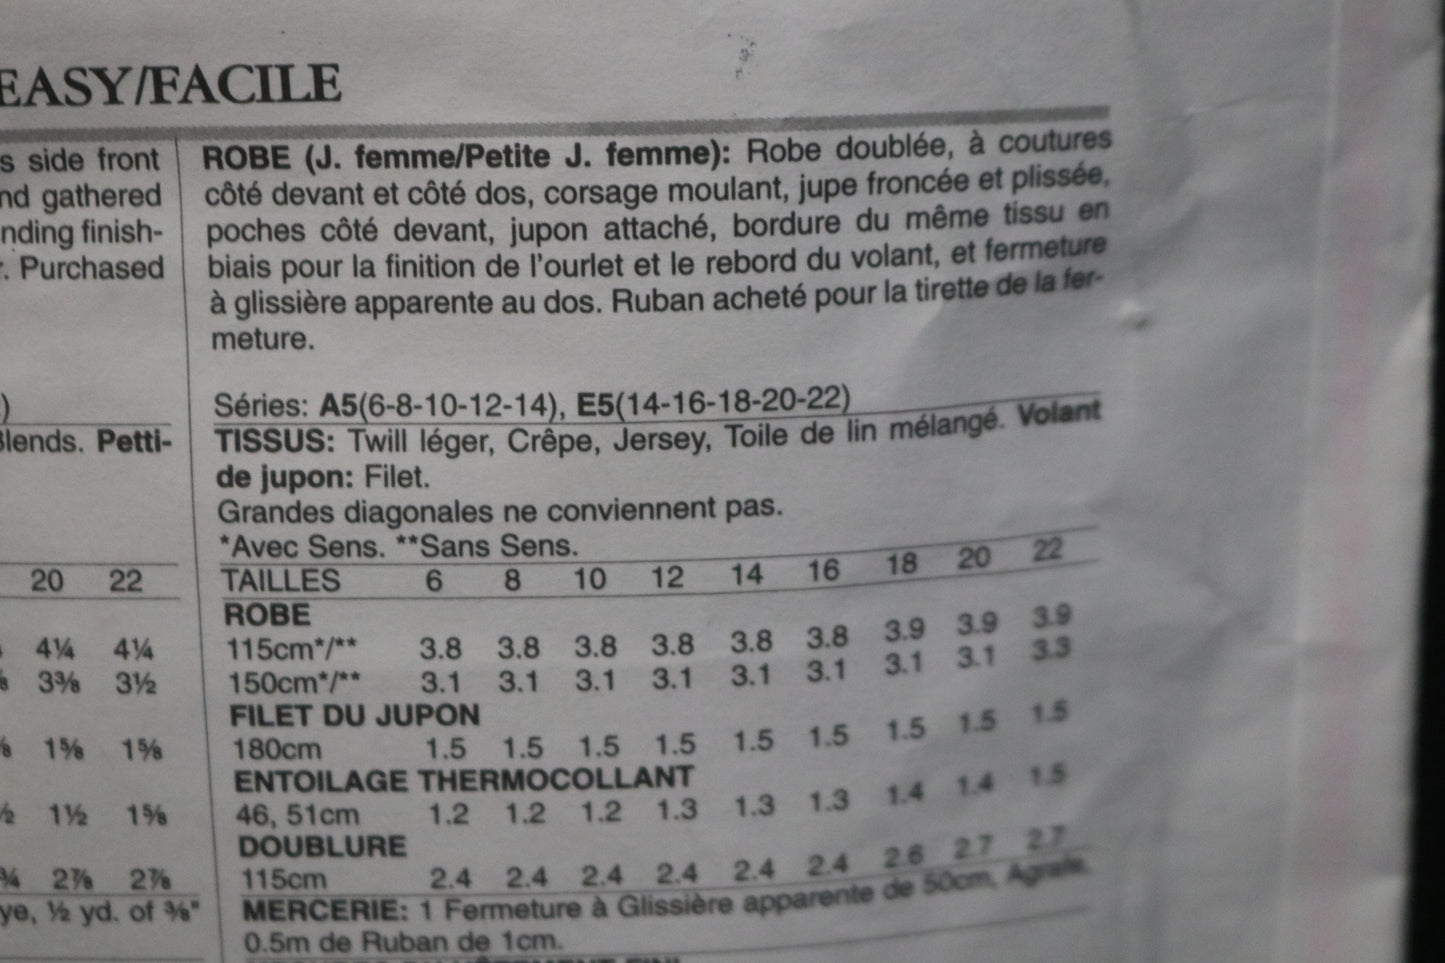 EASY/FACILE
s side front
nd gathered
nding finish-
. Purchased
)
Blends. Petti-
20 22
4¼ 4¼
3⅜ 3½
1⅝ 1⅝
½ 1½ 1⅝
¾ 2⅞ 2⅞
ye, ½ yd. of ⅜"
ROBE (J. femme/Petite J. femme): Robe doublée, à coutures
côté devant et côté dos, corsage moulant, jupe froncée et plissée,
poches côté devant, jupon attaché, bordure du même tissu en
biais pour la finition de l'ourlet et le rebord du volant, et fermeture
à glissière apparente au dos. Ruban acheté pour la tirette de la fer-
meture.
Séries: A5(6-8-10-12-14), E5(14-16-18-20-22)
TISSUS: Twill léger, Crêpe, Jersey, Toile de lin mélangé. Volant
de jupon: Filet.
Grandes diagonales ne conviennent pas.
*Avec Sens. **Sans Sens.
TAILLES 6 8 10 12 14 16 18 20 22
ROBE
115cm*/** 3.8 3.8 3.8 3.8 3.8 3.8 3.9 3.9 3.9
150cm*/** 3.1 3.1 3.1 3.1 3.1 3.1 3.1 3.1 3.3
FILET DU JUPON
180cm 1.5 1.5 1.5 1.5 1.5 1.5 1.5 1.5 1.5
ENTOILAGE THERMOCOLLANT
46, 51cm 1.2 1.2 1.2 1.3 1.3 1.3 1.4 1.4 1.5
DOUBLURE
115cm 2.4 2.4 2.4 2.4 2.4 2.4 2.6 2.7 2.7
MERCERIE: 1 Fermeture à Glissière apparente de 50cm, Agrafe,
0.5m de Ruban de 1cm.